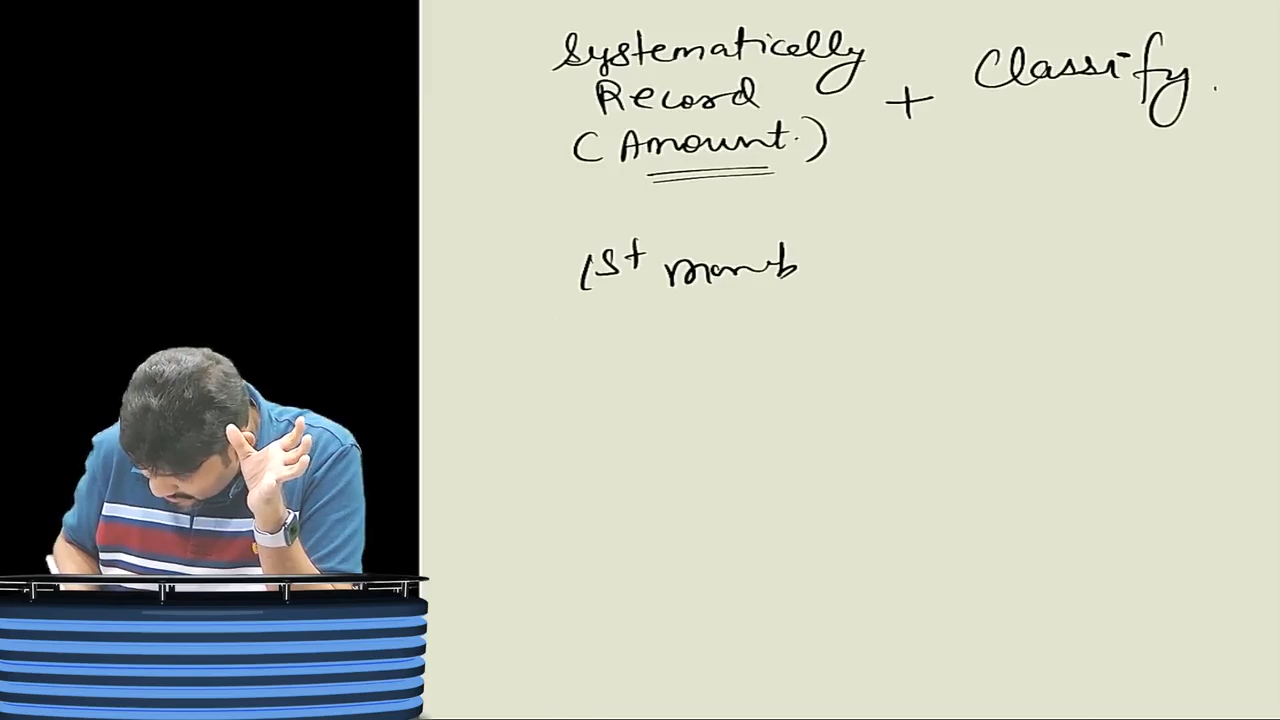 Systematically
Record
(Amount.)
+
Classify.
1st